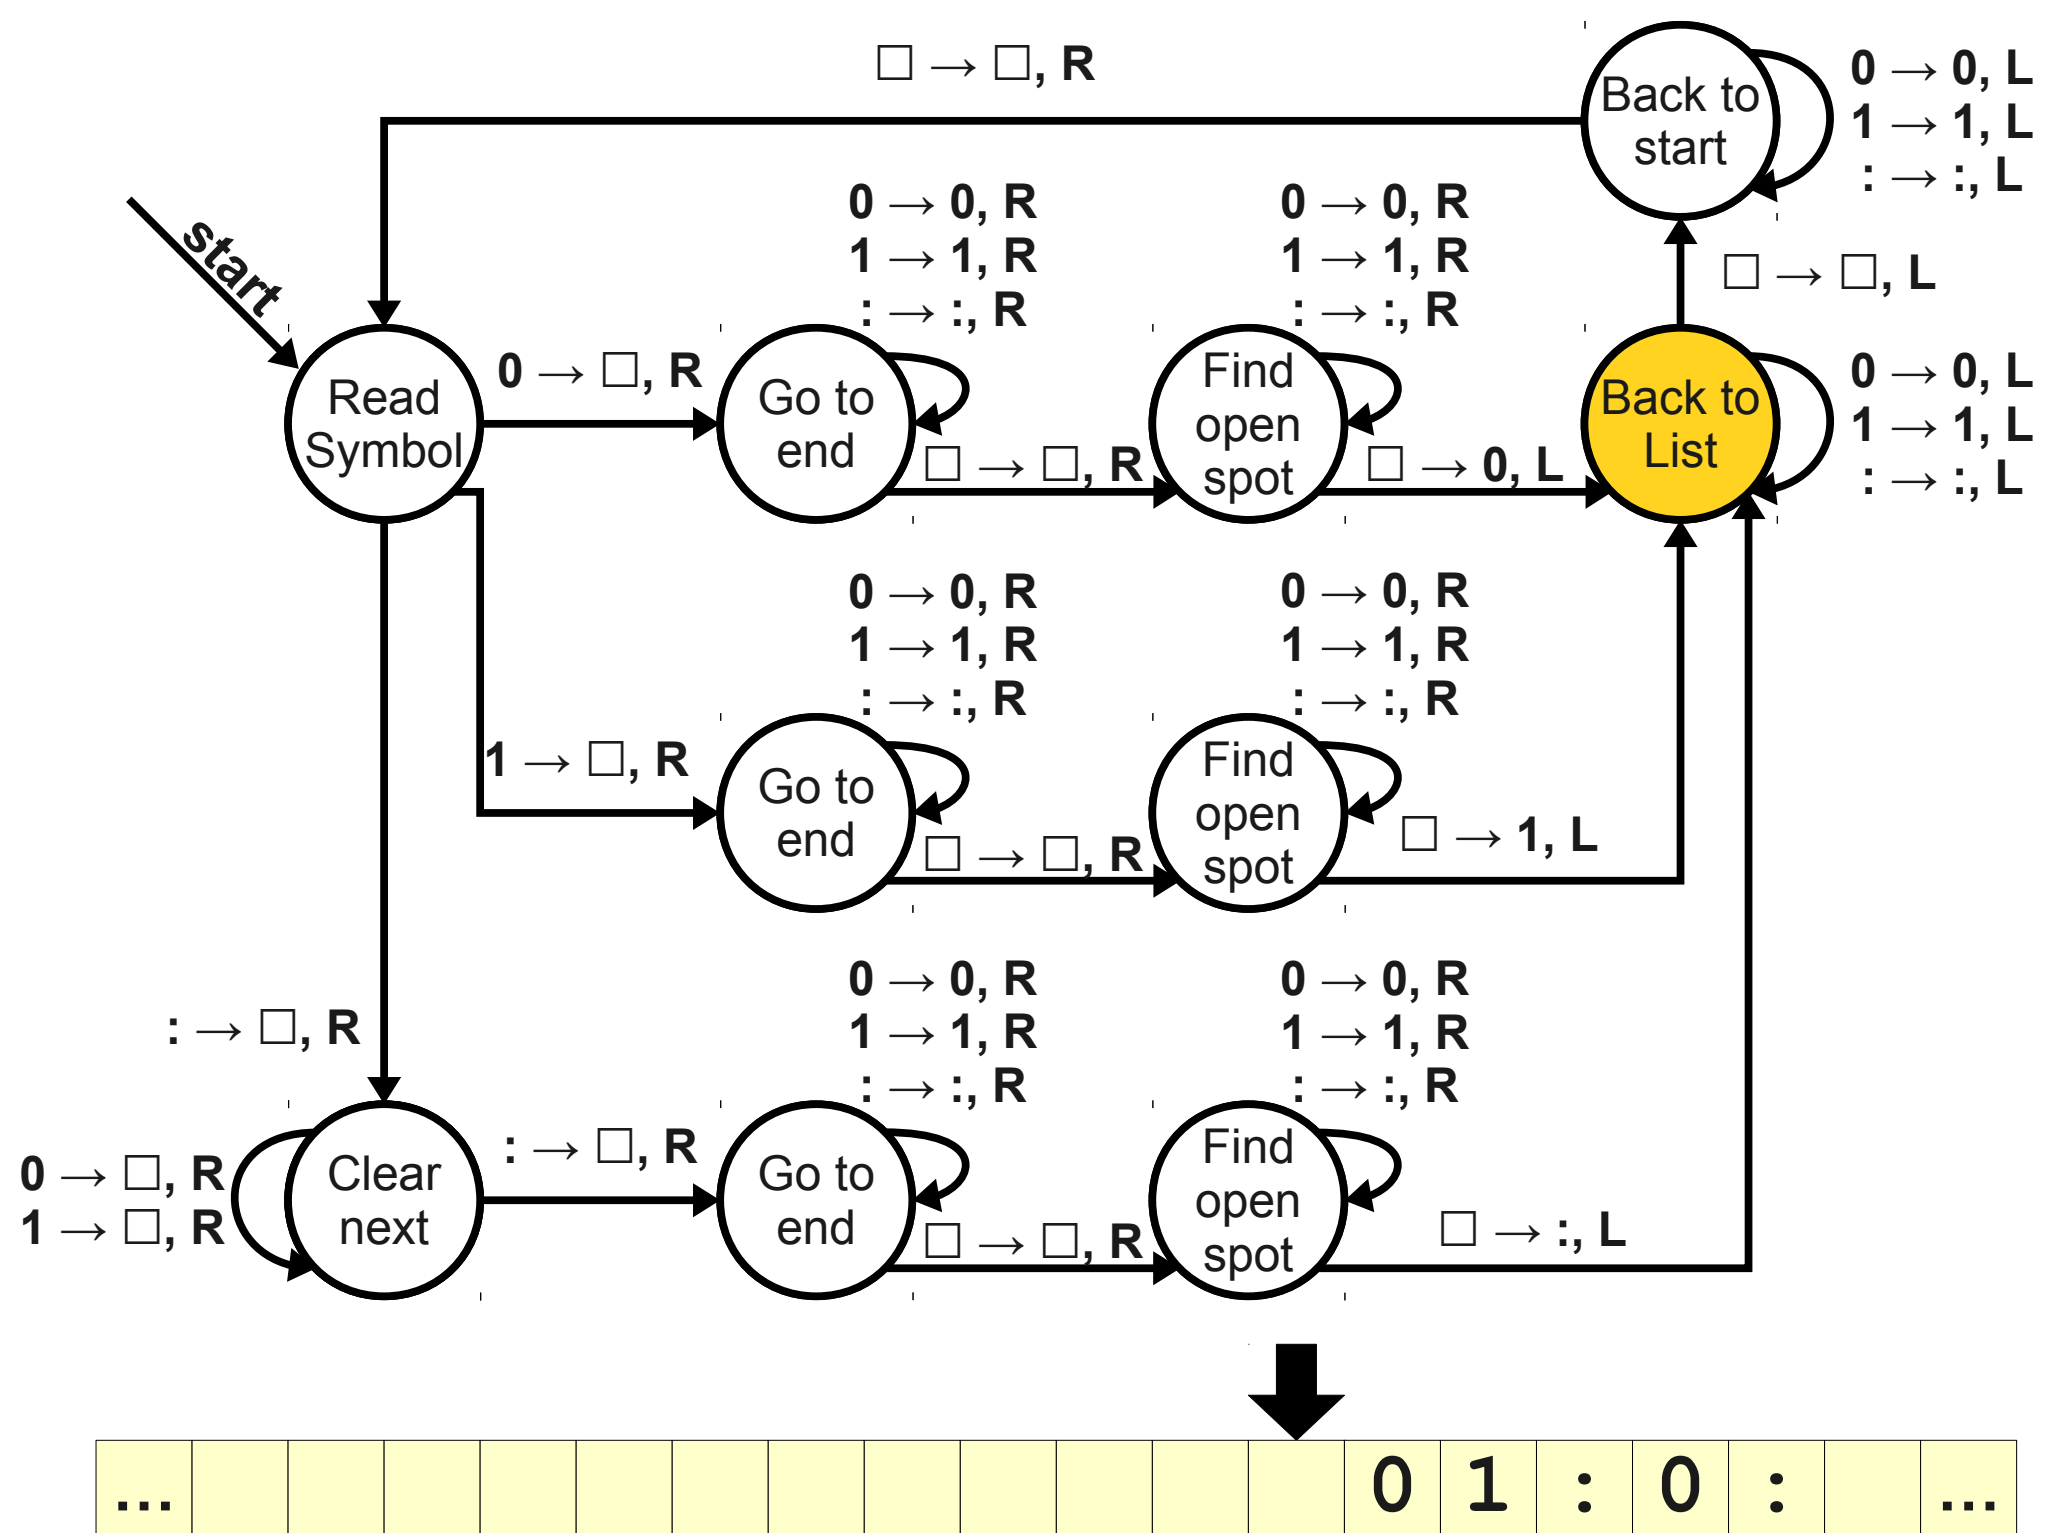 □ → □, R
Back to
start
0 → 0, L
1 → 1, L
: → :, L
start
0 → 0, R
1 → 1, R
: → :, R
0 → 0, R
1 → 1, R
: → :, R
□ → □, L
Read
Symbol
0 → □, R
Go to
end
□ → □, R
Find
open
spot
□ → 0, L
Back to
List
0 → 0, L
1 → 1, L
: → :, L
0 → 0, R
1 → 1, R
: → :, R
0 → 0, R
1 → 1, R
: → :, R
1 → □, R
Go to
end
□ → □, R
Find
open
spot
□ → 1, L
0 → 0, R
1 → 1, R
: → :, R
0 → 0, R
1 → 1, R
: → :, R
: → □, R
0 → □, R
1 → □, R
Clear
next
: → □, R
Go to
end
□ → □, R
Find
open
spot
□ → :, L
... 0 1 : 0 : ...